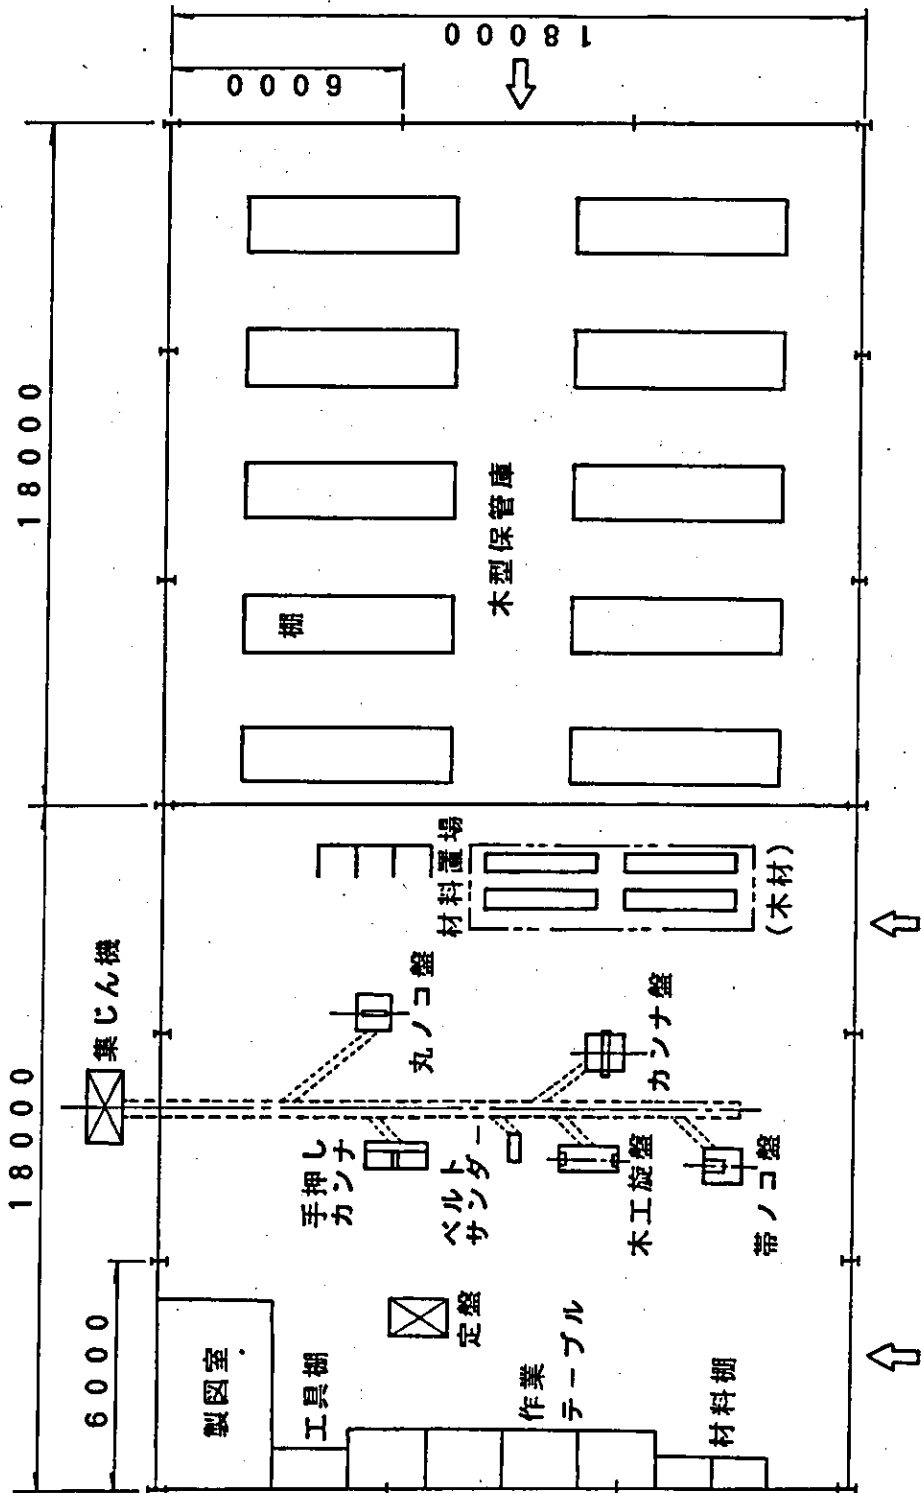 18000
18000
6000
18000
6000
集じん機
製図室
工具棚
定盤
作業
テーブル
材料棚
手押し
カンナ
ベルト
サンダー
木工旋盤
帯ノコ盤
丸ノコ盤
カンナ盤
材料置場
(木材)
棚
木型保管庫